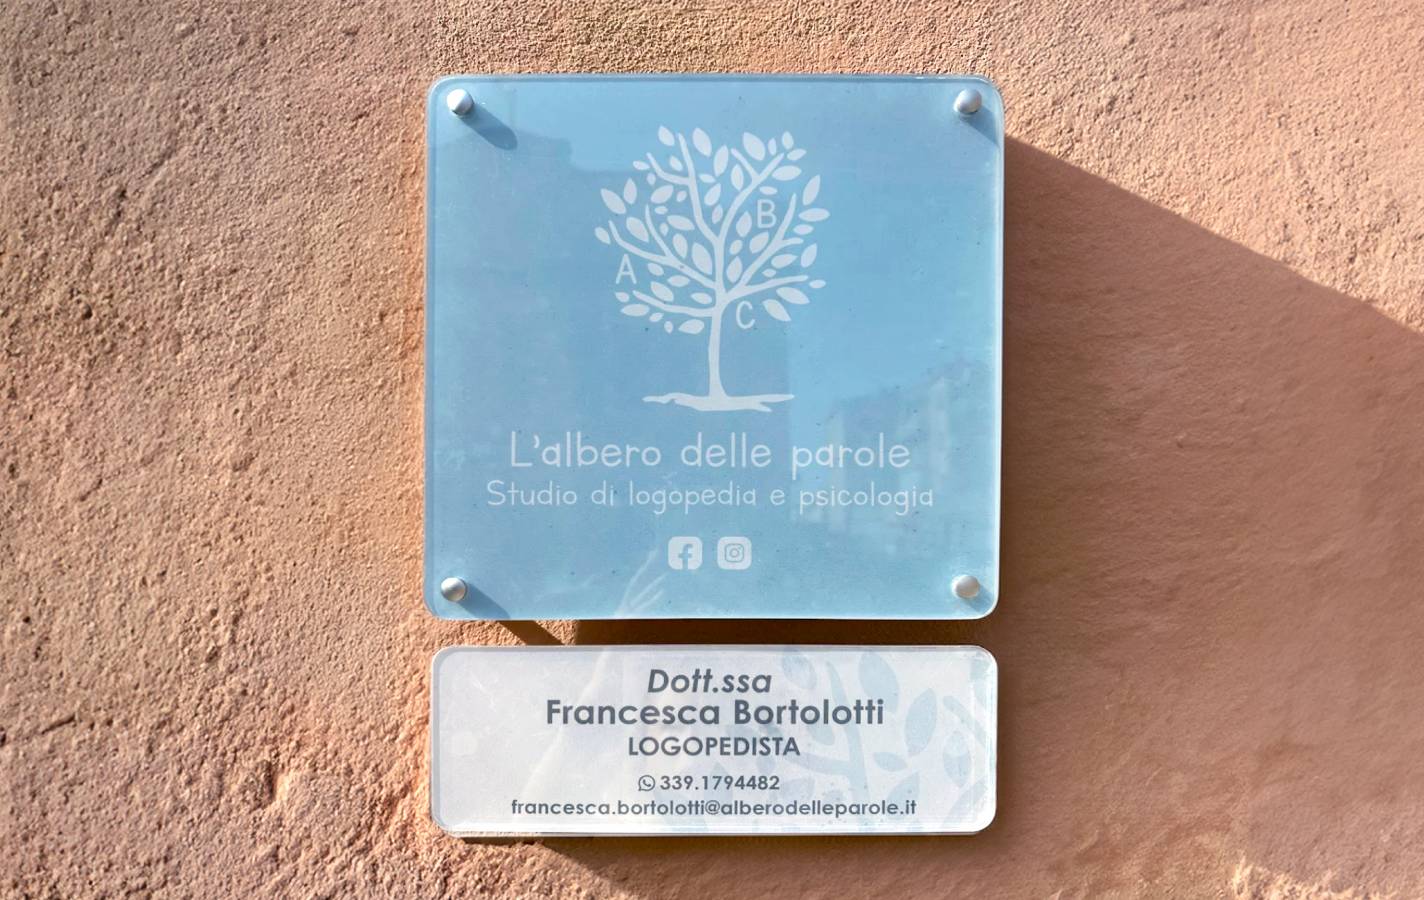 B
A
C
L'albero delle parole
Studio di logopedia e psicologia
Dott.ssa
Francesca Bortolotti
LOGOPEDISTA
339.1794482
francesca.bortolotti@alberodelleparole.it